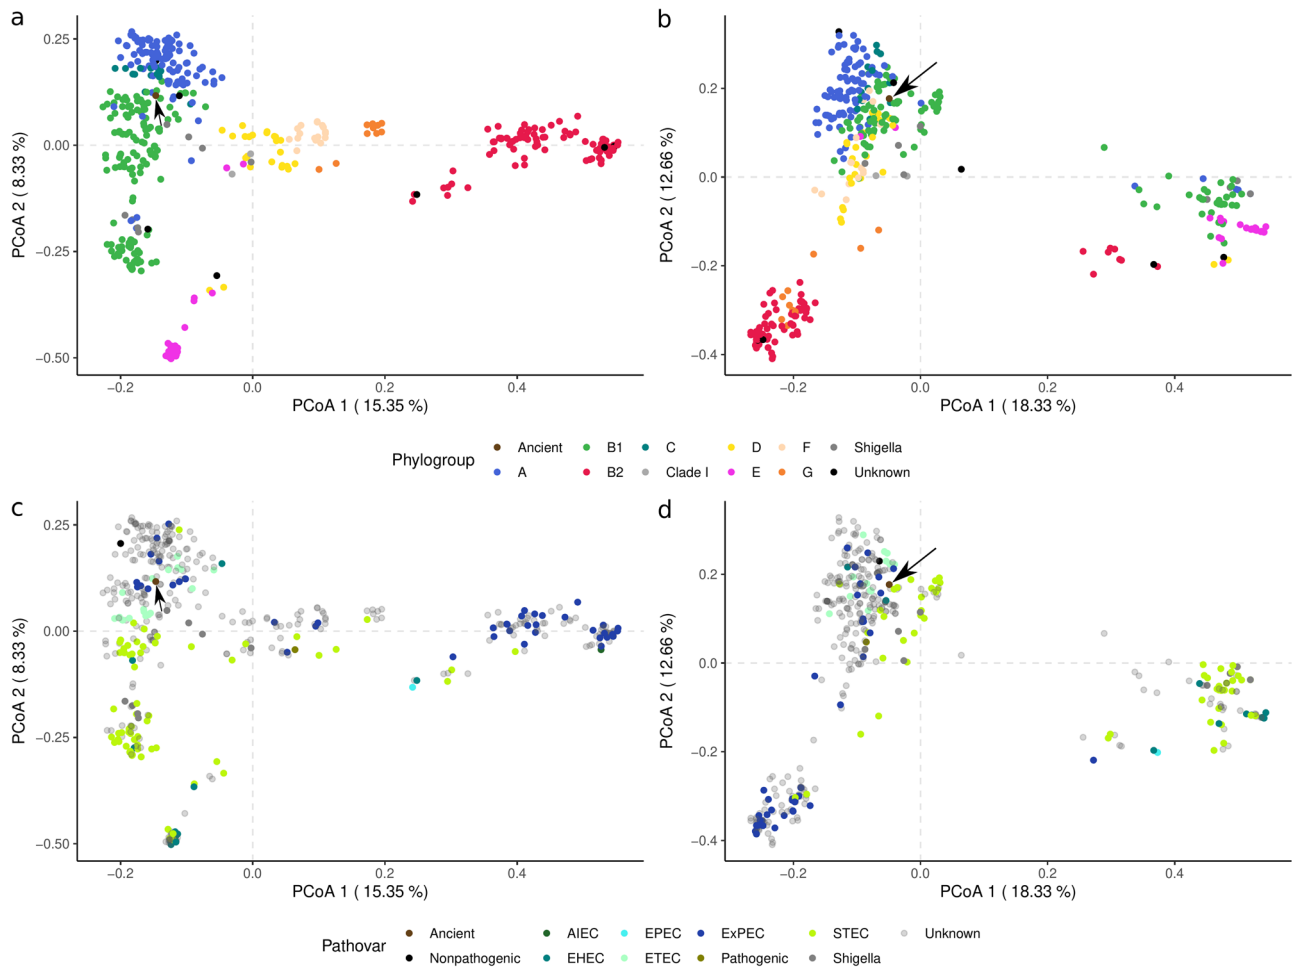 a
0.25
0.00
−0.25
−0.50
PCoA 2 ( 8.33 %)
−0.2
0.0
0.2
0.4
PCoA 1 ( 15.35 %)
b
0.2
0.0
−0.2
−0.4
PCoA 2 ( 12.66 %)
−0.2
0.0
0.2
0.4
PCoA 1 ( 18.33 %)
Phylogroup
Ancient
B1
C
D
F
Shigella
A
B2
Clade I
E
G
Unknown
c
0.25
0.00
−0.25
−0.50
PCoA 2 ( 8.33 %)
−0.2
0.0
0.2
0.4
PCoA 1 ( 15.35 %)
d
0.2
0.0
−0.2
−0.4
PCoA 2 ( 12.66 %)
−0.2
0.0
0.2
0.4
PCoA 1 ( 18.33 %)
Pathovar
Ancient
AIEC
EPEC
ExPEC
STEC
Unknown
Nonpathogenic
EHEC
ETEC
Pathogenic
Shigella